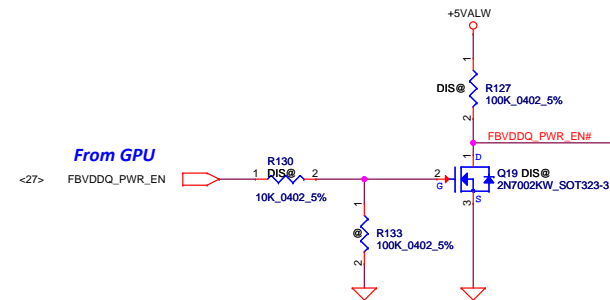 +5VALW
1
DIS@
R127
100K_0402_5%
2
FBVDDQ_PWR_EN#
From GPU
R130
DIS@
1
2
<27>
FBVDDQ_PWR_EN
10K_0402_5%
1
D
2
G
Q19 DIS@
2N7002KW_SOT323-3
S
3
1
@
R133
100K_0402_5%
2